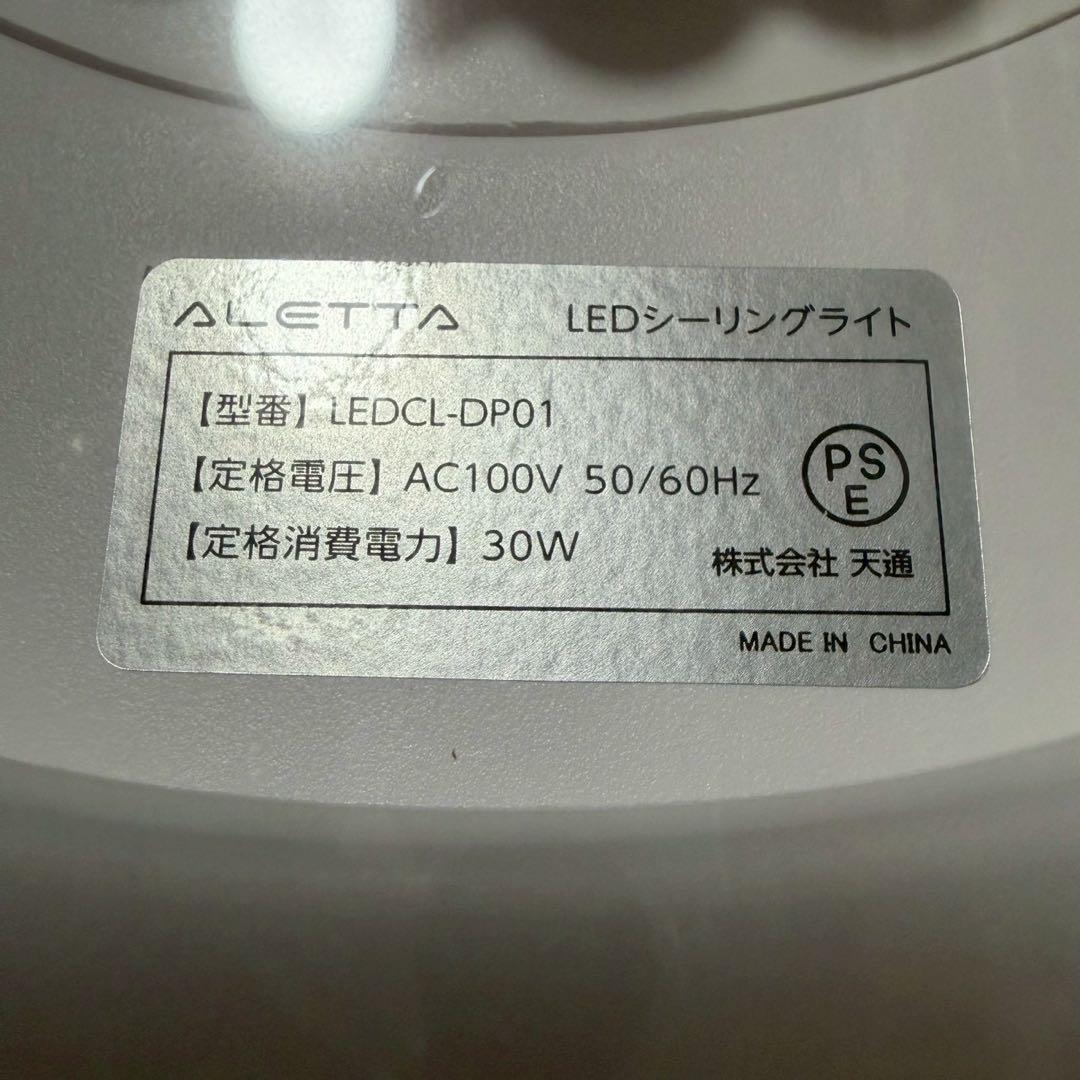 ALETTA LEDシーリングライト
【型番】LEDCL-DP01
【定格電圧】AC100V 50/60Hz
【定格消費電力】30W
PS
E
株式会社 天通
MADE IN CHINA